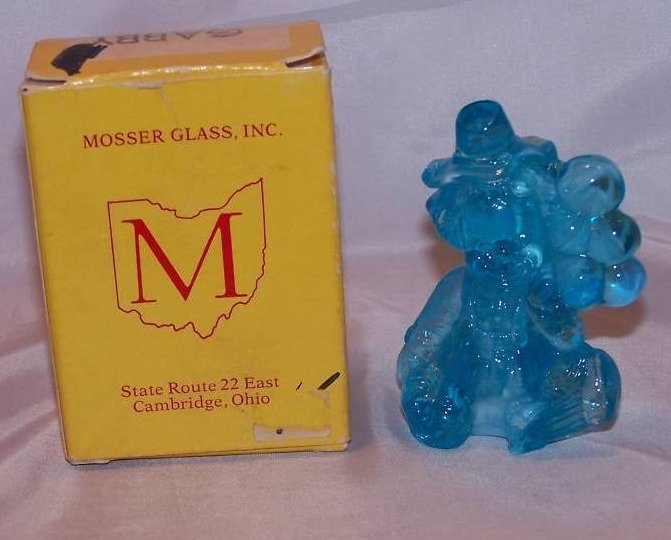 GABBY
MOSSER GLASS, INC.
M
State Route 22 East
Cambridge, Ohio